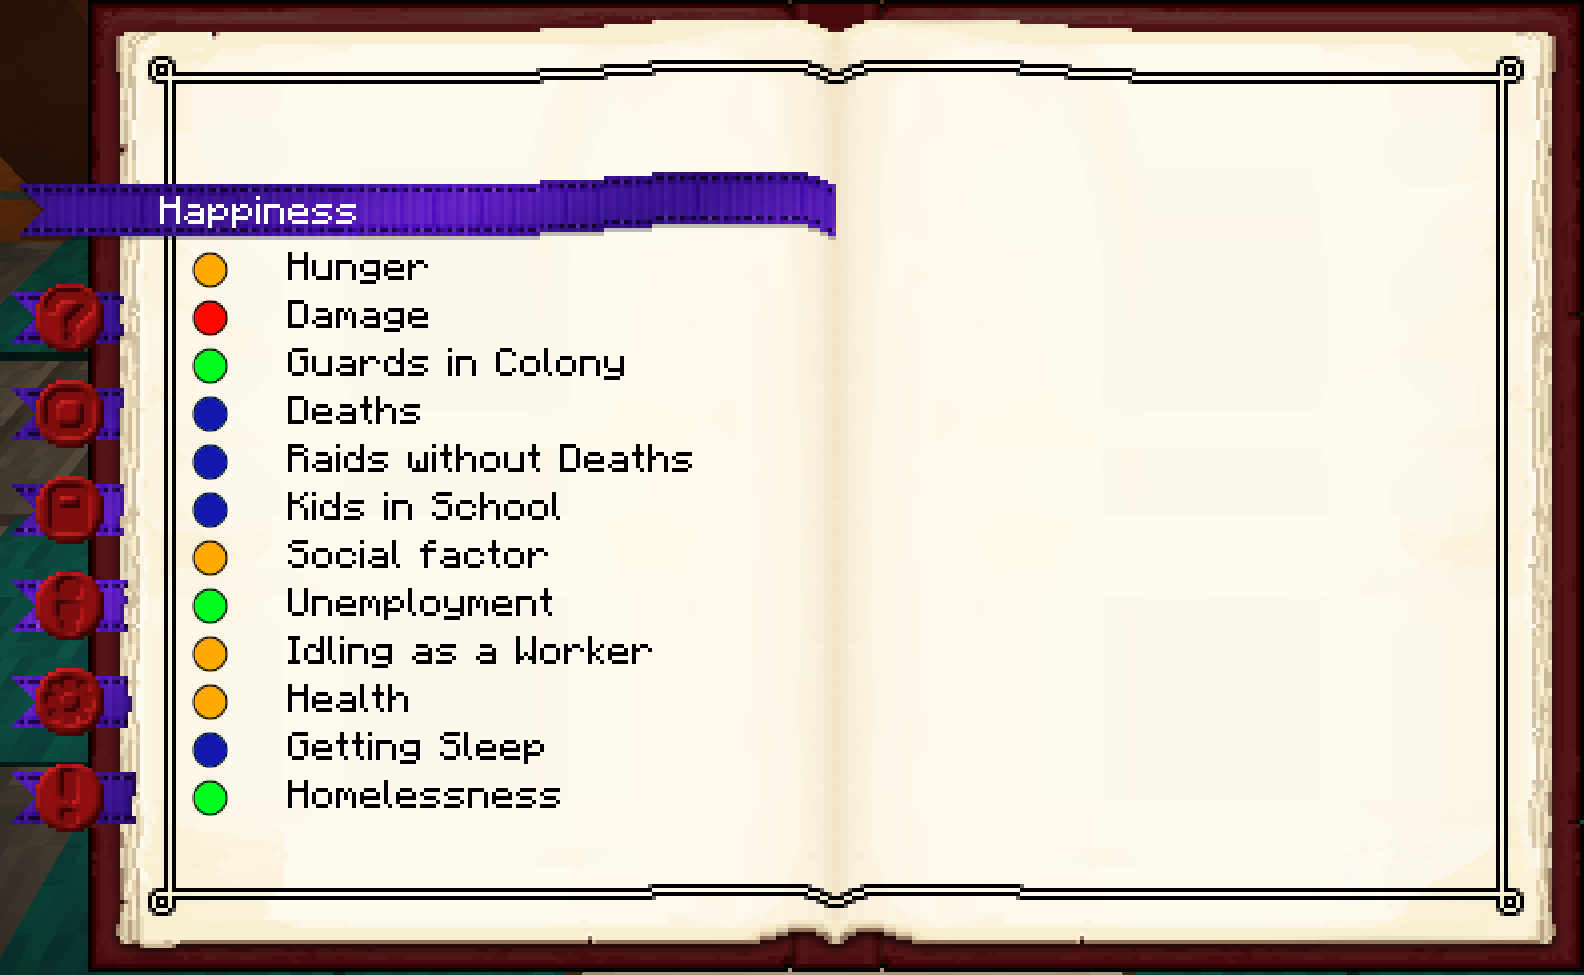 Happiness
Hunger
Damage
Guards in Colony
Deaths
Raids without Deaths
Kids in School
Social factor
Unemployment
Idling as a Worker
Health
Getting Sleep
Homelessness